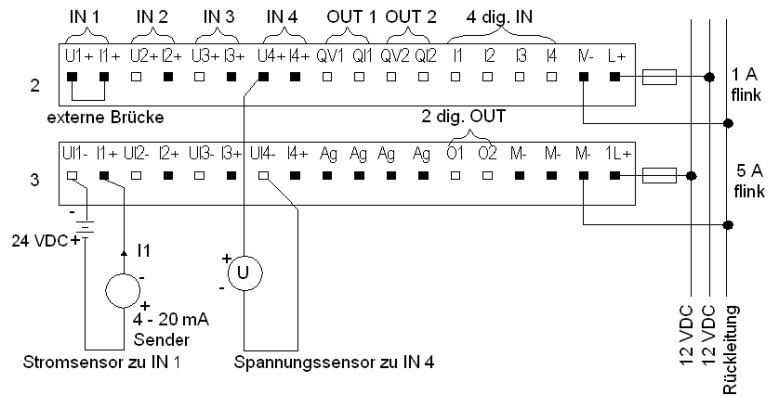 IN 1 IN 2 IN 3 IN 4 OUT 1 OUT 2 4 dig. IN
U1+ I1+ U2+ I2+ U3+ I3+ U4+ I4+ QV1 QI1 QV2 QI2 I1 I2 I3 I4 M- L+
2
1 A
flink
externe Brücke
2 dig. OUT
UI1- I1+ UI2- I2+ UI3- I3+ UI4- I4+ Ag Ag Ag Ag O1 O2 M- M- M- 1L+
3
5 A
flink
-
24 VDC +
I1
-
+
4 - 20 mA
Sender
+
U
-
Stromsensor zu IN 1
Spannungssensor zu IN 4
12 VDC
12 VDC
Rückleitung